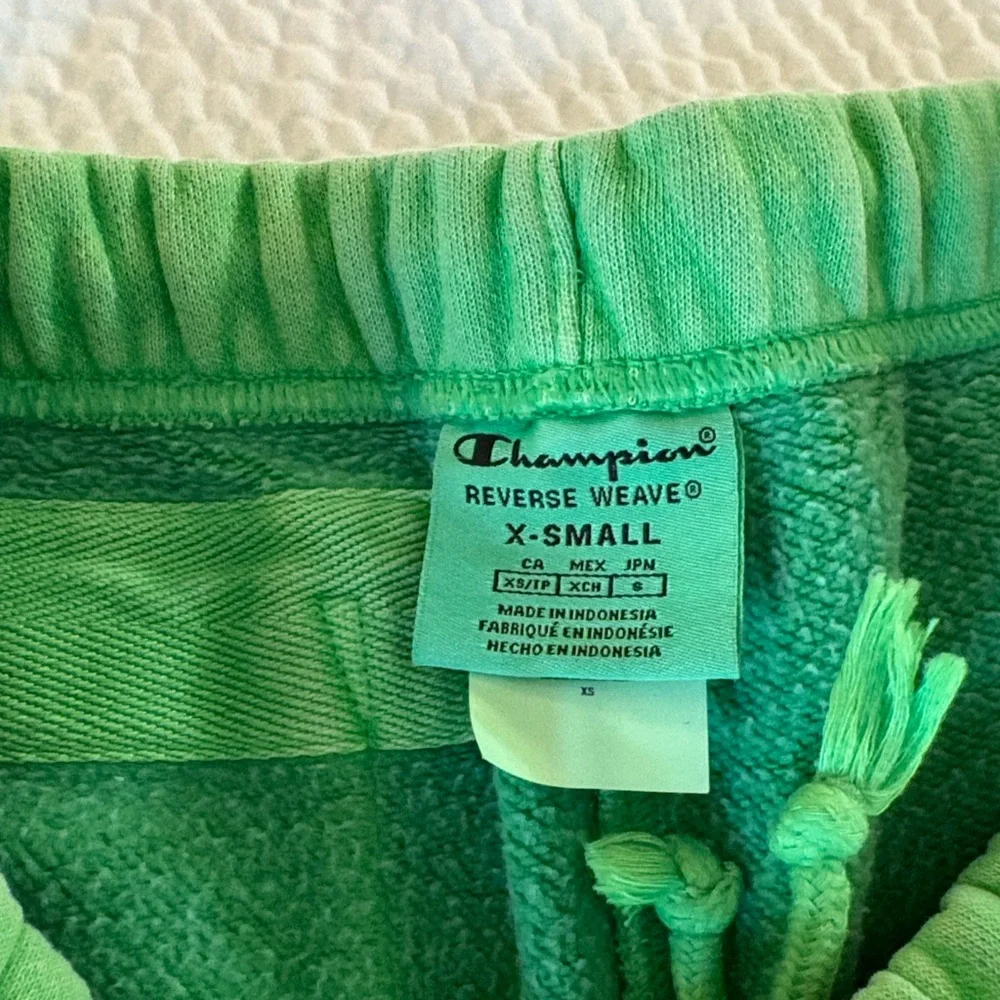 Champion®
REVERSE WEAVE®
X-SMALL
CA MEX JPN
XS/TP XCH S
MADE IN INDONESIA
FABRIQUÉ EN INDONÉSIE
HECHO EN INDONESIA
XS